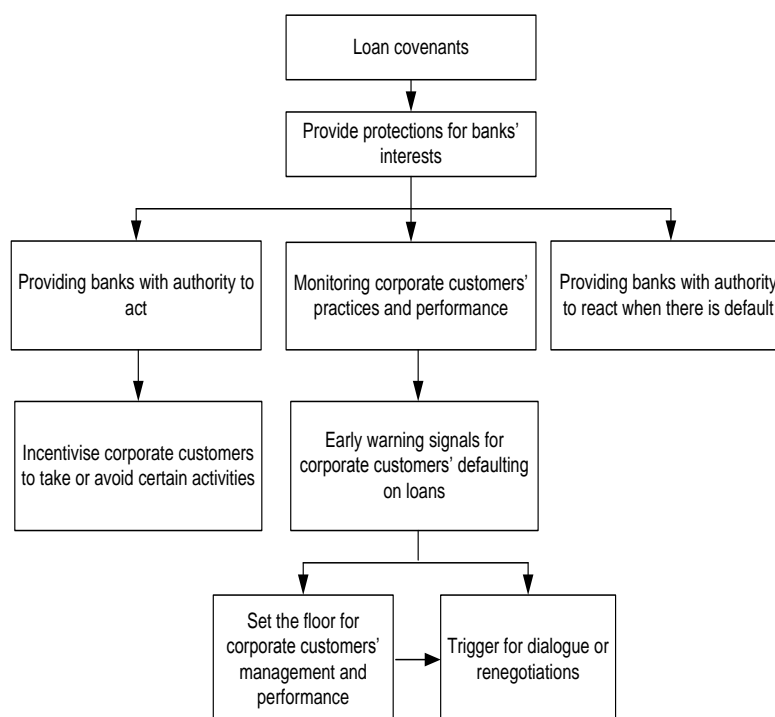 Loan covenants
Provide protections for banks’
interests
Providing banks with authority to
act
Monitoring corporate customers’
practices and performance
Providing banks with authority
to react when there is default
Incentivise corporate customers
to take or avoid certain activities
Early warning signals for
corporate customers’ defaulting
on loans
Set the floor for
corporate customers’
management and
performance
Trigger for dialogue or
renegotiations